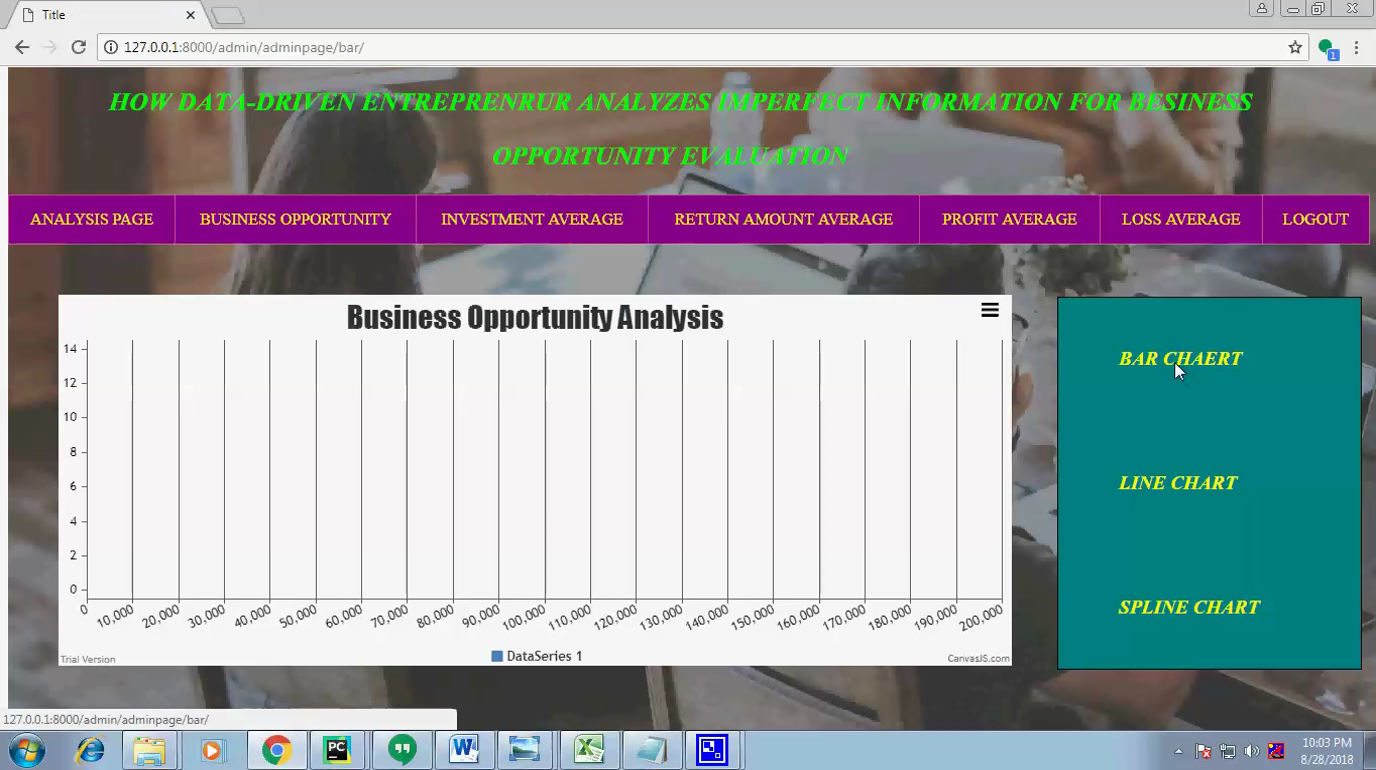 Title
127.0.0.1:8000/admin/adminpage/bar/
1
HOW DATA-DRIVEN ENTREPRENRUR ANALYZES IMPERFECT INFORMATION FOR BESINESS
OPPORTUNITY EVALUATION
ANALYSIS PAGE BUSINESS OPPORTUNITY INVESTMENT AVERAGE RETURN AMOUNT AVERAGE PROFIT AVERAGE LOSS AVERAGE LOGOUT
Business Opportunity Analysis
14
12
10
8
6
4
2
0
0 10,000 20,000 30,000 40,000 50,000 60,000 70,000 80,000 90,000 100,000 110,000 120,000 130,000 140,000 150,000 160,000 170,000 180,000 190,000 200,000
DataSeries 1
Trial Version
CanvasJS.com
BAR CHAERT
LINE CHART
SPLINE CHART
127.0.0.1:8000/admin/adminpage/bar/
PC
W
10:03 PM
8/28/2018